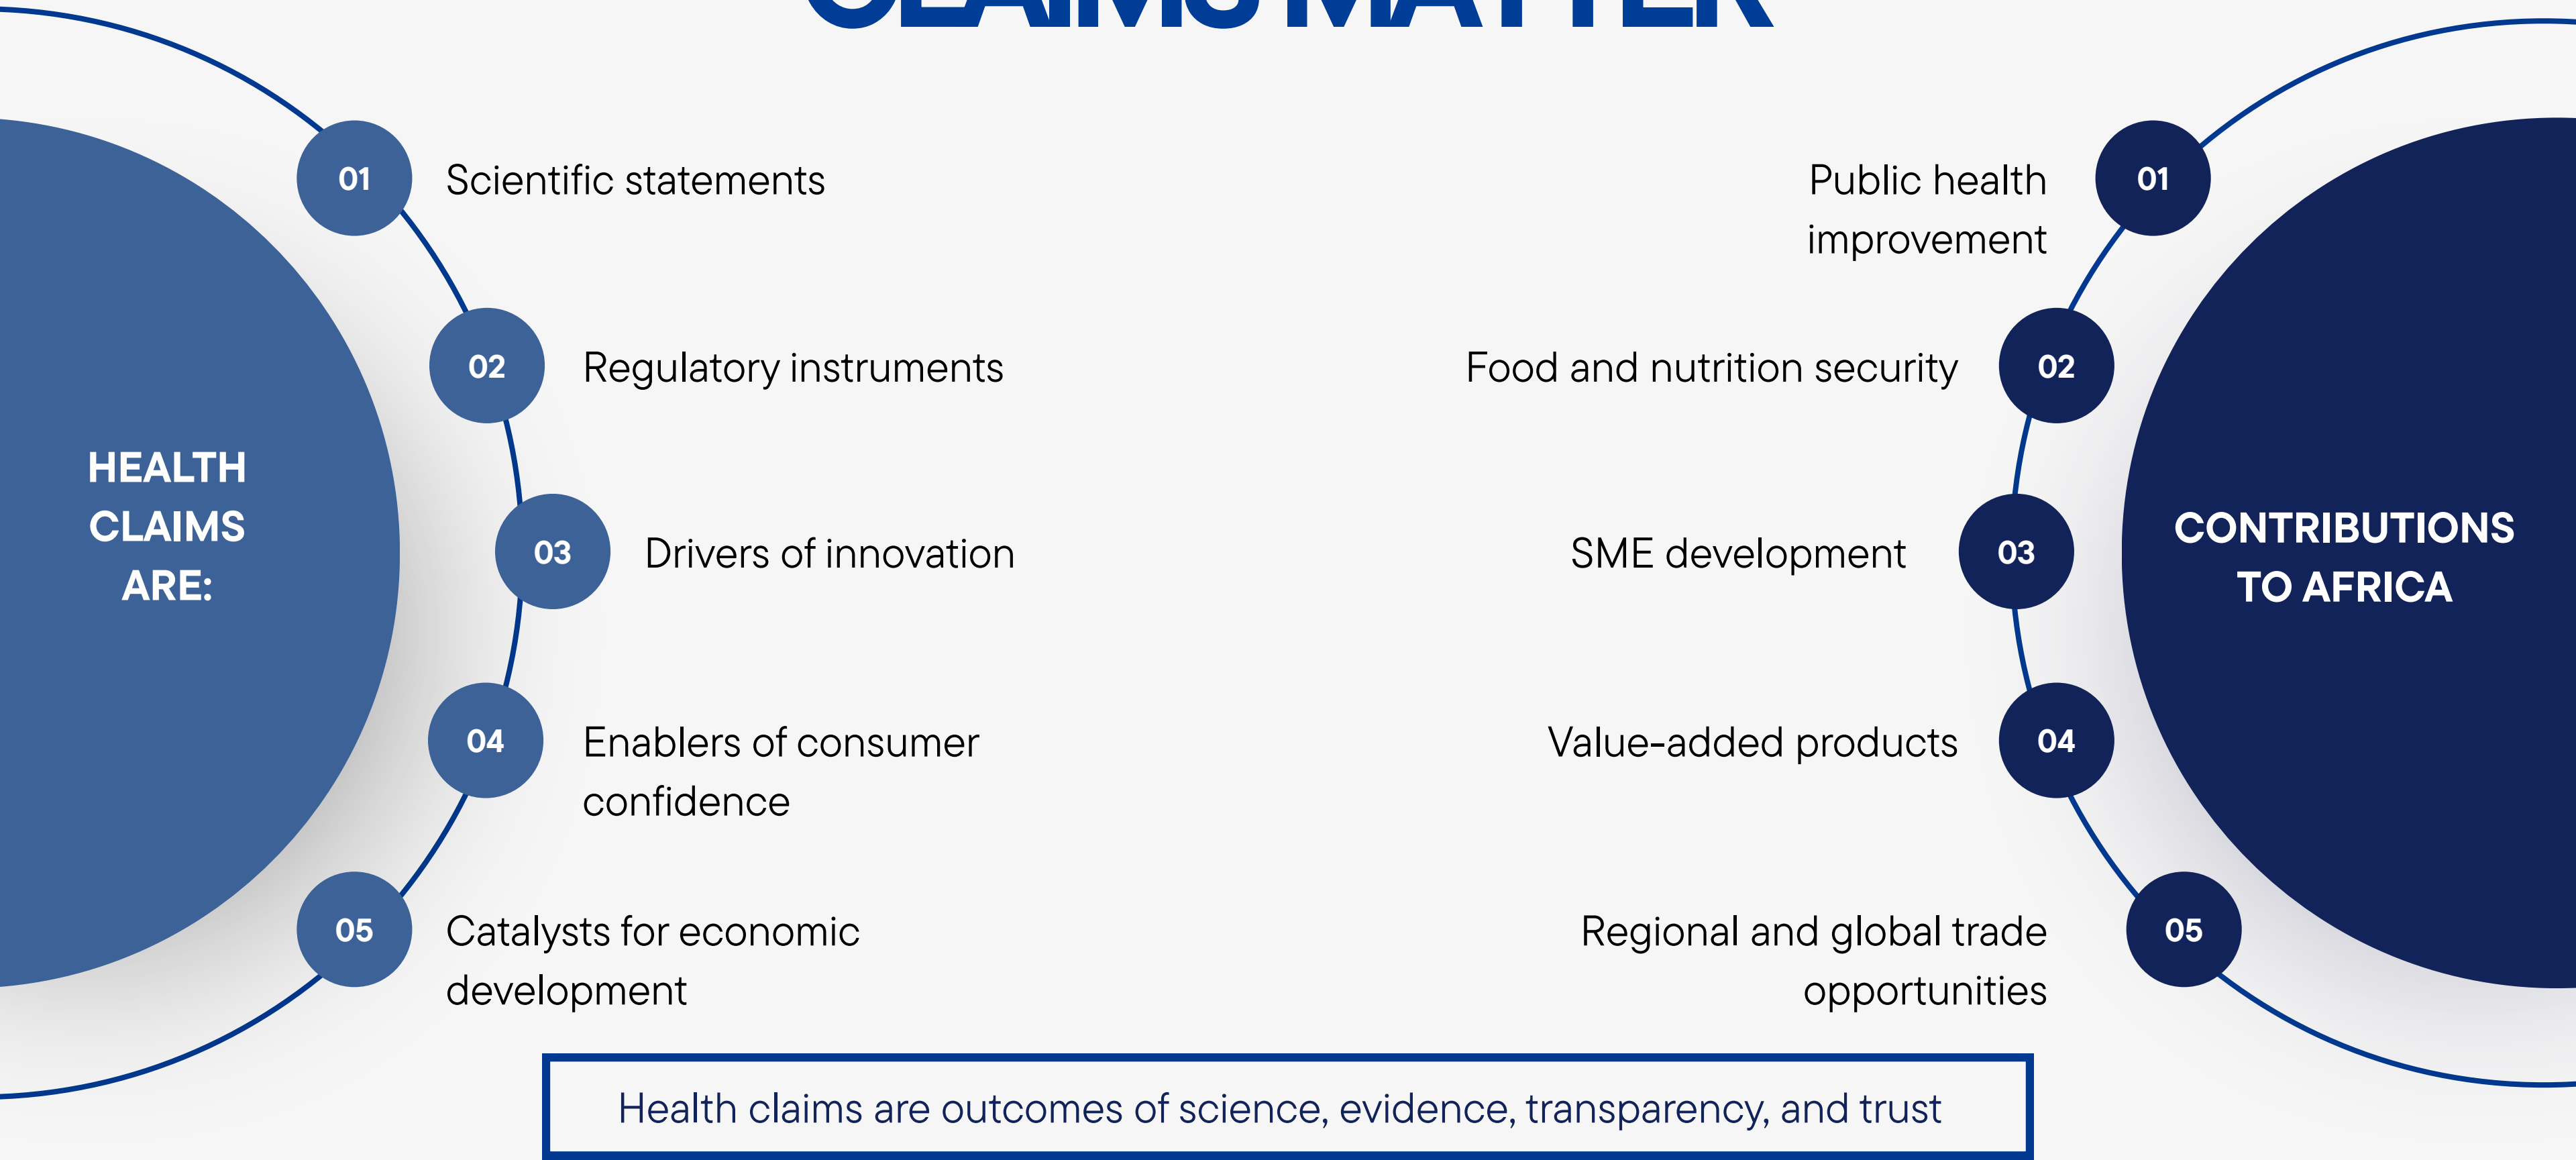 CLAIMS MATTER
HEALTH
CLAIMS
ARE:
01
Scientific statements
02
Regulatory instruments
03
Drivers of innovation
04
Enablers of consumer
confidence
05
Catalysts for economic
development
Public health
improvement
01
Food and nutrition security
02
SME development
03
Value-added products
04
Regional and global trade
opportunities
05
CONTRIBUTIONS
TO AFRICA
Health claims are outcomes of science, evidence, transparency, and trust